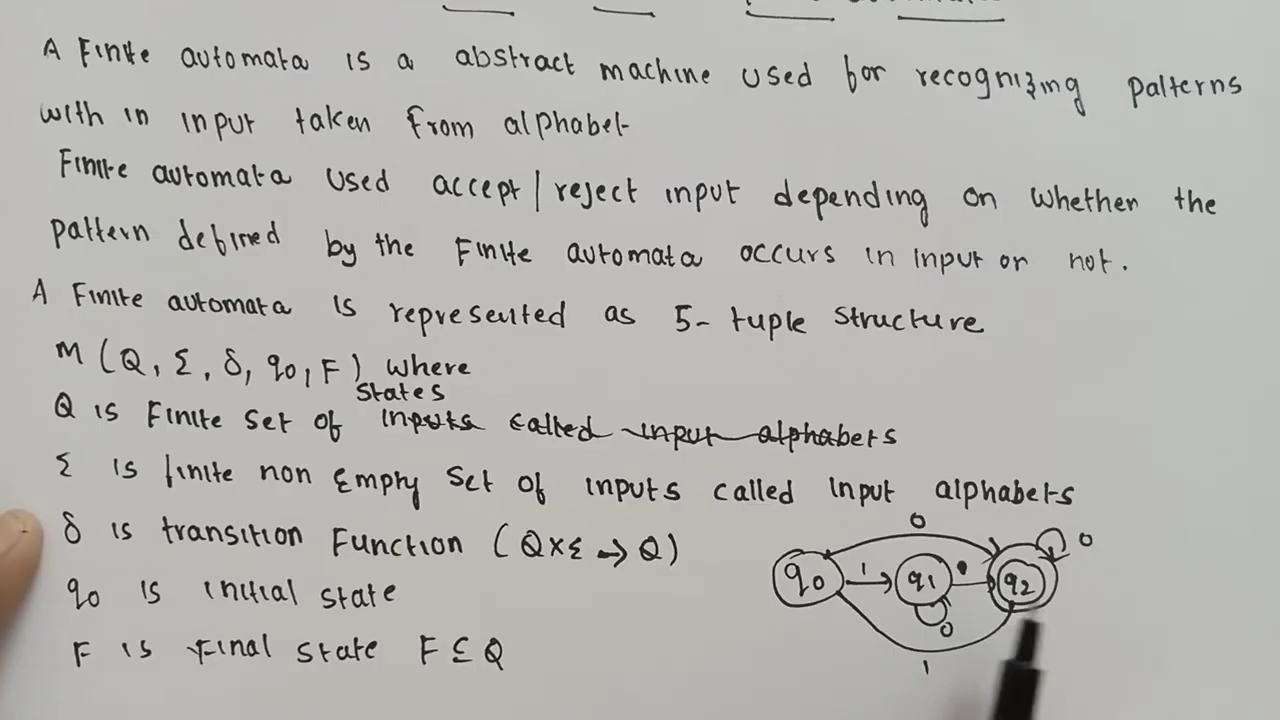 A Finite automata is a abstract machine used for recognizing patterns
with in input taken from alphabet
Finite automata used accept/reject input depending on whether the
pattern defined by the Finite automata occurs in input or not.
A Finite automata is represented as 5-tuple structure
M (Q, Σ, δ, q0, F) where
states
Q is Finite set of inputs called input alphabets
Σ is finite non Empty set of inputs called input alphabets
δ is transition Function (Q×Σ → Q)
q0 is initial state
F is Final state F ⊆ Q
0
0
q0 1 q1 q2
0
1